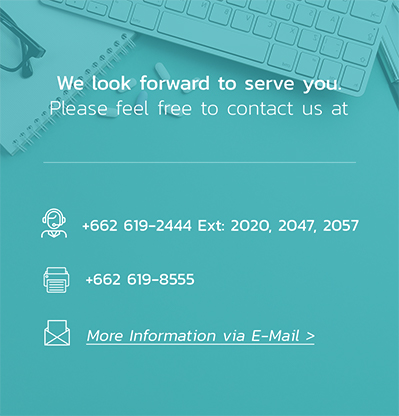 We look forward to serve you.
Please feel free to contact us at
+662 619-2444 Ext: 2020, 2047, 2057
+662 619-8555
More Information via E-Mail >